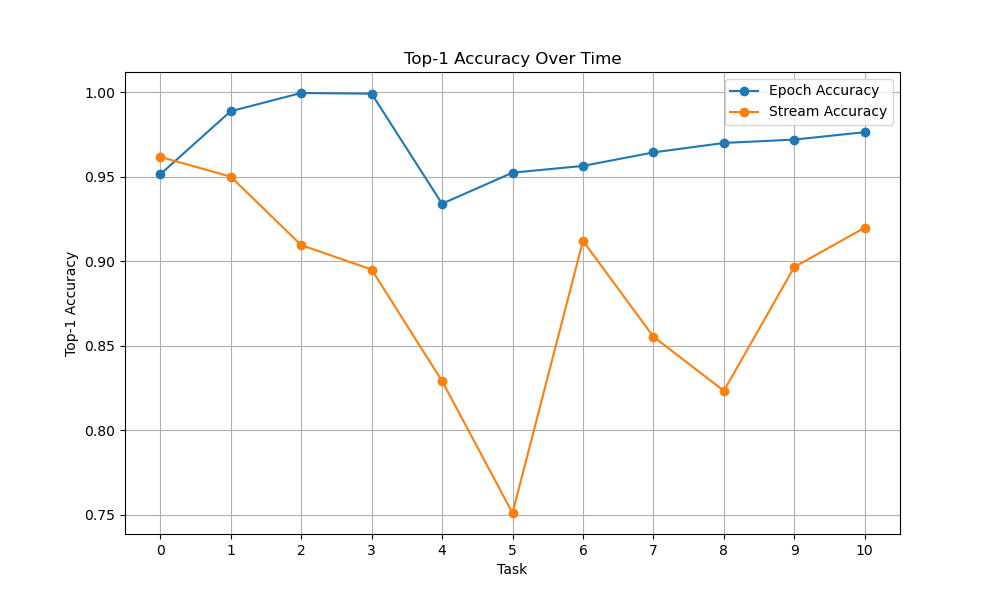 Top-1 Accuracy Over Time
Epoch Accuracy
Stream Accuracy
Top-1 Accuracy
1.00
0.95
0.90
0.85
0.80
0.75
0 1 2 3 4 5 6 7 8 9 10
Task